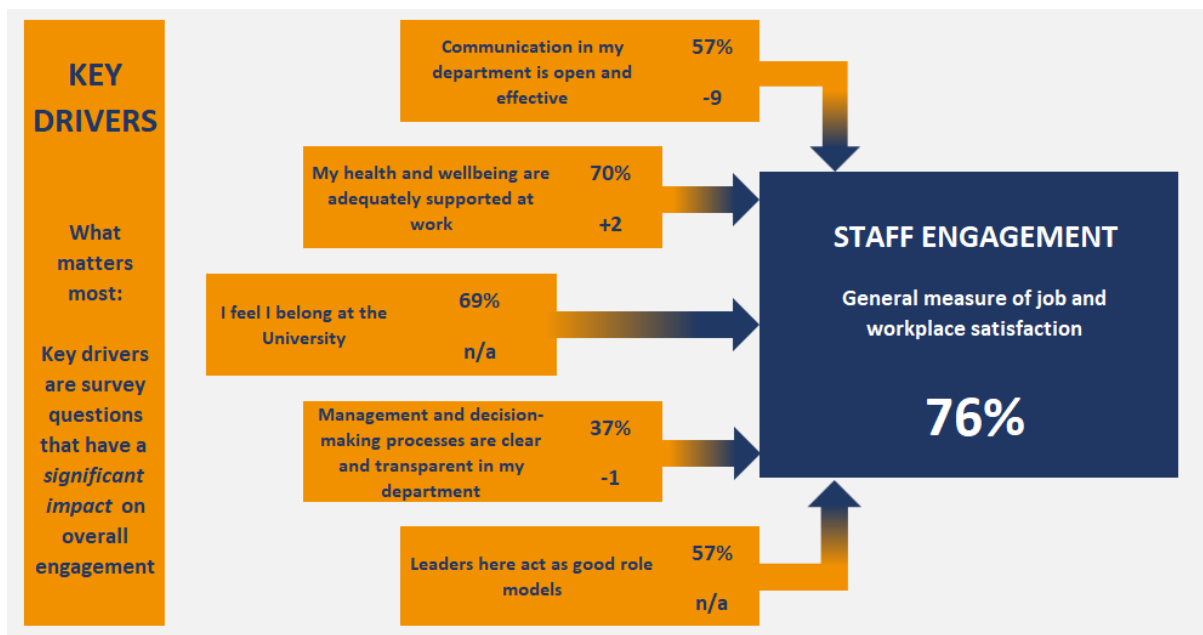 KEY
DRIVERS
What
matters
most:
Key drivers
are survey
questions
that have a
significant
impact on
overall
engagement
Communication in my
department is open and
effective
57%
-9
My health and wellbeing are
adequately supported at
work
70%
+2
I feel I belong at the
University
69%
n/a
Management and decision-
making processes are clear
and transparent in my
department
37%
-1
Leaders here act as good role
models
57%
n/a
STAFF ENGAGEMENT
General measure of job and
workplace satisfaction
76%